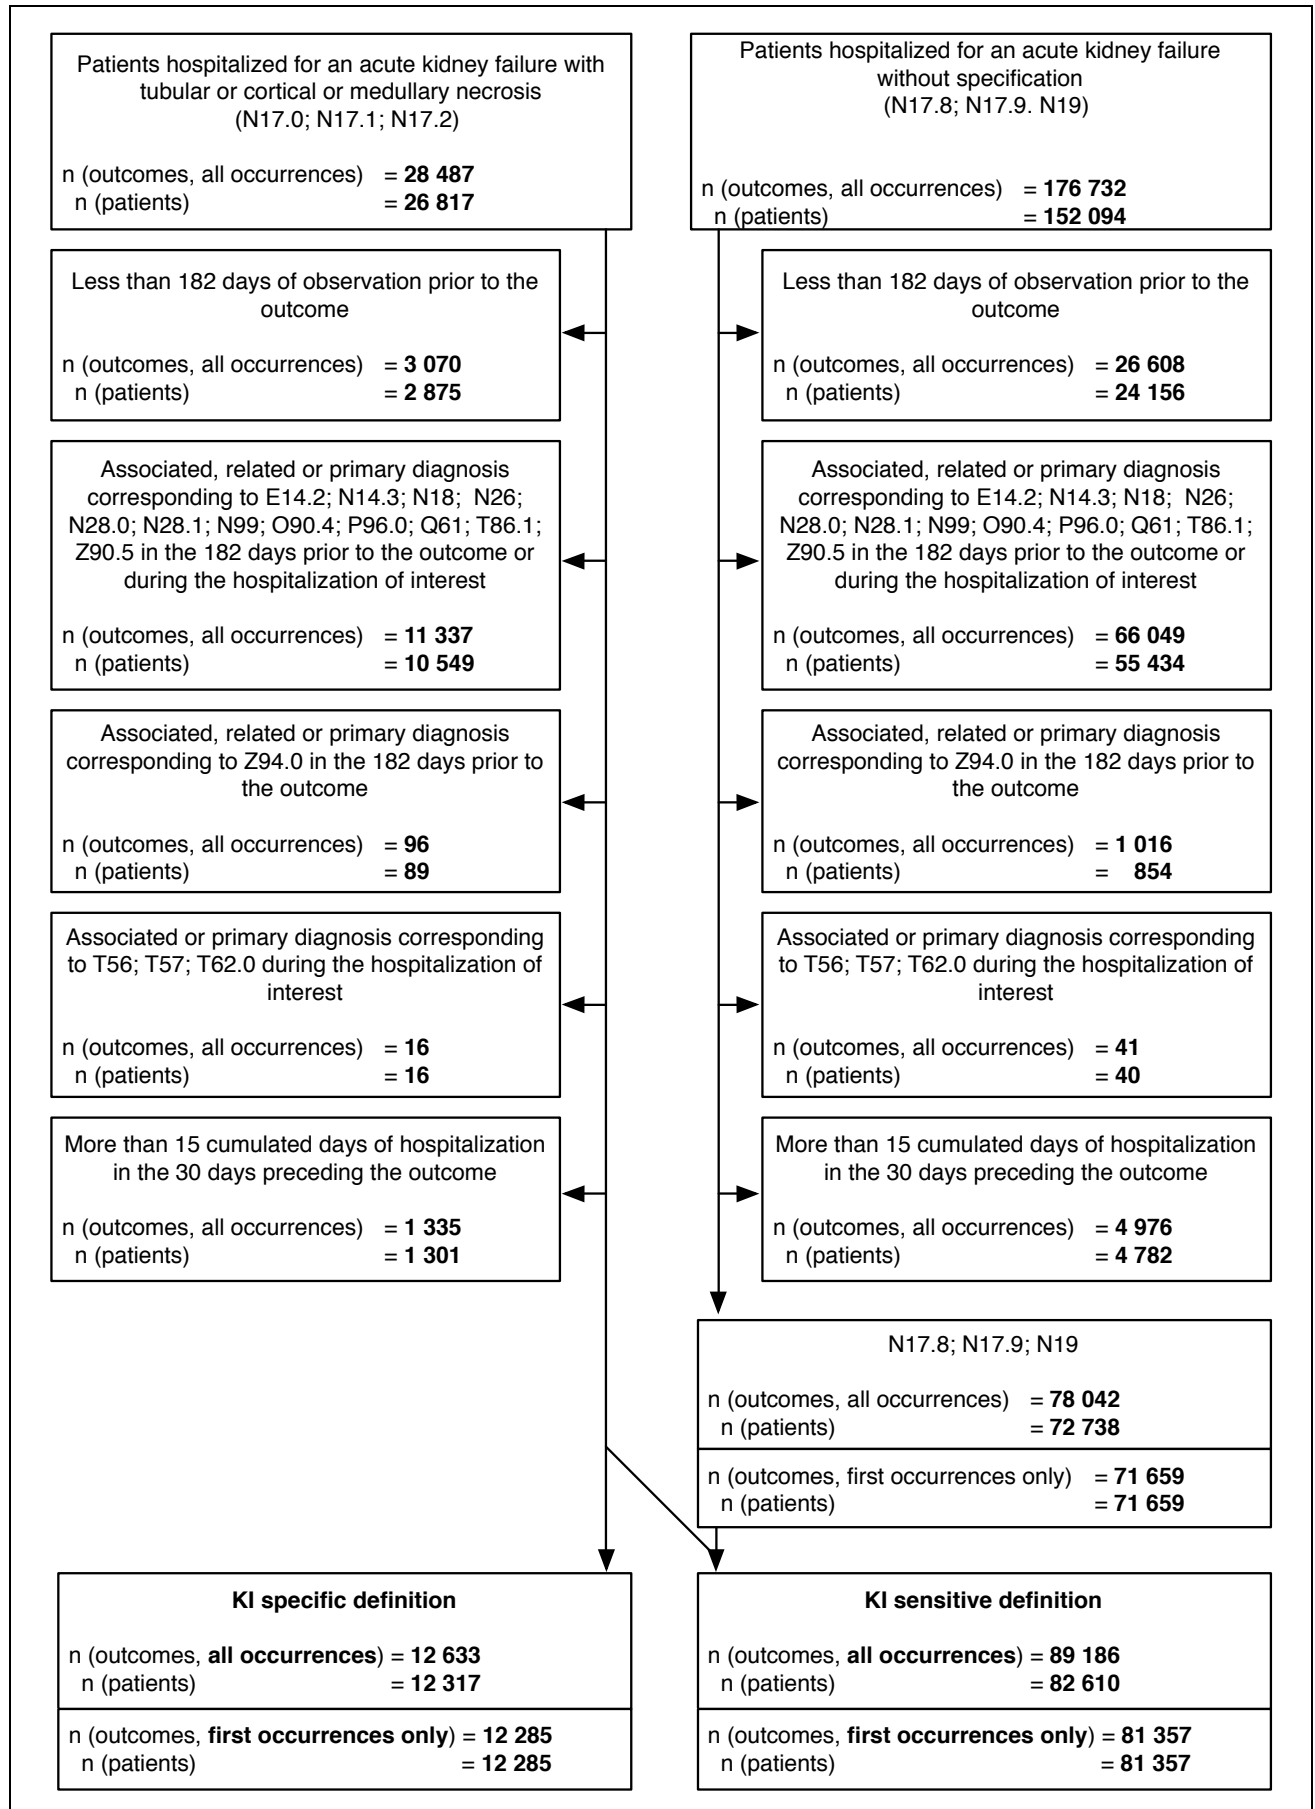 Patients hospitalized for an acute kidney failure with
tubular or cortical or medullary necrosis
(N17.0; N17.1; N17.2)
n (outcomes, all occurrences) = 28 487
n (patients) = 26 817
Patients hospitalized for an acute kidney failure
without specification
(N17.8; N17.9. N19)
n (outcomes, all occurrences) = 176 732
n (patients) = 152 094
Less than 182 days of observation prior to the
outcome
n (outcomes, all occurrences) = 3 070
n (patients) = 2 875
Less than 182 days of observation prior to the
outcome
n (outcomes, all occurrences) = 26 608
n (patients) = 24 156
Associated, related or primary diagnosis
corresponding to E14.2; N14.3; N18; N26;
N28.0; N28.1; N99; O90.4; P96.0; Q61; T86.1;
Z90.5 in the 182 days prior to the outcome or
during the hospitalization of interest
n (outcomes, all occurrences) = 11 337
n (patients) = 10 549
Associated, related or primary diagnosis
corresponding to E14.2; N14.3; N18; N26;
N28.0; N28.1; N99; O90.4; P96.0; Q61; T86.1;
Z90.5 in the 182 days prior to the outcome or
during the hospitalization of interest
n (outcomes, all occurrences) = 66 049
n (patients) = 55 434
Associated, related or primary diagnosis
corresponding to Z94.0 in the 182 days prior to
the outcome
n (outcomes, all occurrences) = 96
n (patients) = 89
Associated, related or primary diagnosis
corresponding to Z94.0 in the 182 days prior to
the outcome
n (outcomes, all occurrences) = 1 016
n (patients) = 854
Associated or primary diagnosis corresponding
to T56; T57; T62.0 during the hospitalization of
interest
n (outcomes, all occurrences) = 16
n (patients) = 16
Associated or primary diagnosis corresponding
to T56; T57; T62.0 during the hospitalization of
interest
n (outcomes, all occurrences) = 41
n (patients) = 40
More than 15 cumulated days of hospitalization
in the 30 days preceding the outcome
n (outcomes, all occurrences) = 1 335
n (patients) = 1 301
More than 15 cumulated days of hospitalization
in the 30 days preceding the outcome
n (outcomes, all occurrences) = 4 976
n (patients) = 4 782
N17.8; N17.9; N19
n (outcomes, all occurrences) = 78 042
n (patients) = 72 738
n (outcomes, first occurrences only) = 71 659
n (patients) = 71 659
KI specific definition
n (outcomes, all occurrences) = 12 633
n (patients) = 12 317
n (outcomes, first occurrences only) = 12 285
n (patients) = 12 285
KI sensitive definition
n (outcomes, all occurrences) = 89 186
n (patients) = 82 610
n (outcomes, first occurrences only) = 81 357
n (patients) = 81 357